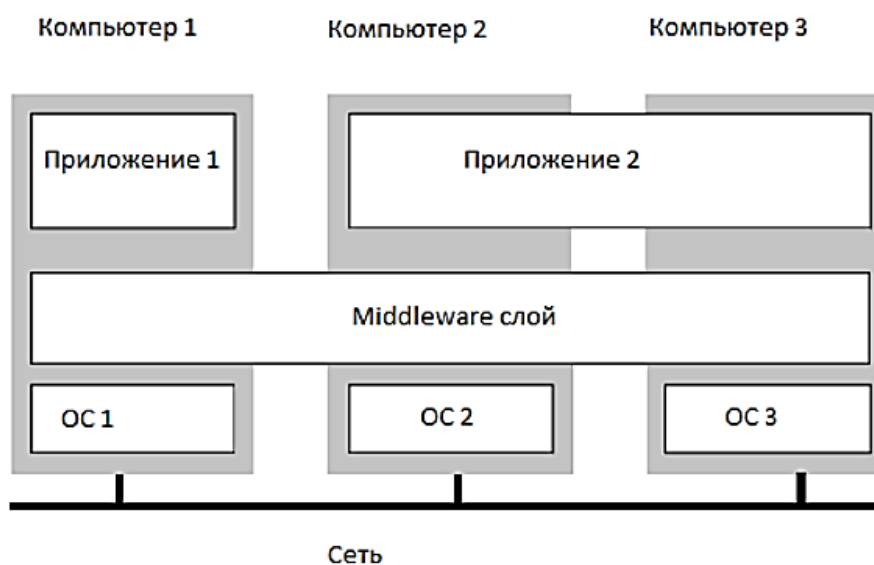 Компьютер 1
Компьютер 2
Компьютер 3
Приложение 1
Приложение 2
Middleware слой
ОС 1
ОС 2
ОС 3
Сеть